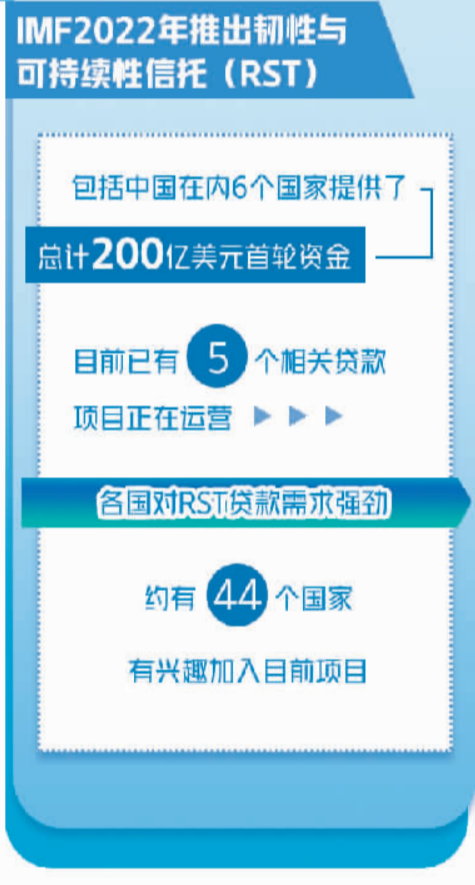 IMF2022年推出韧性与
可持续性信托（RST）
包括中国在内6个国家提供了
总计200亿美元首轮资金
目前已有5个相关贷款
项目正在运营
各国对RST贷款需求强劲
约有44个国家
有兴趣加入目前项目